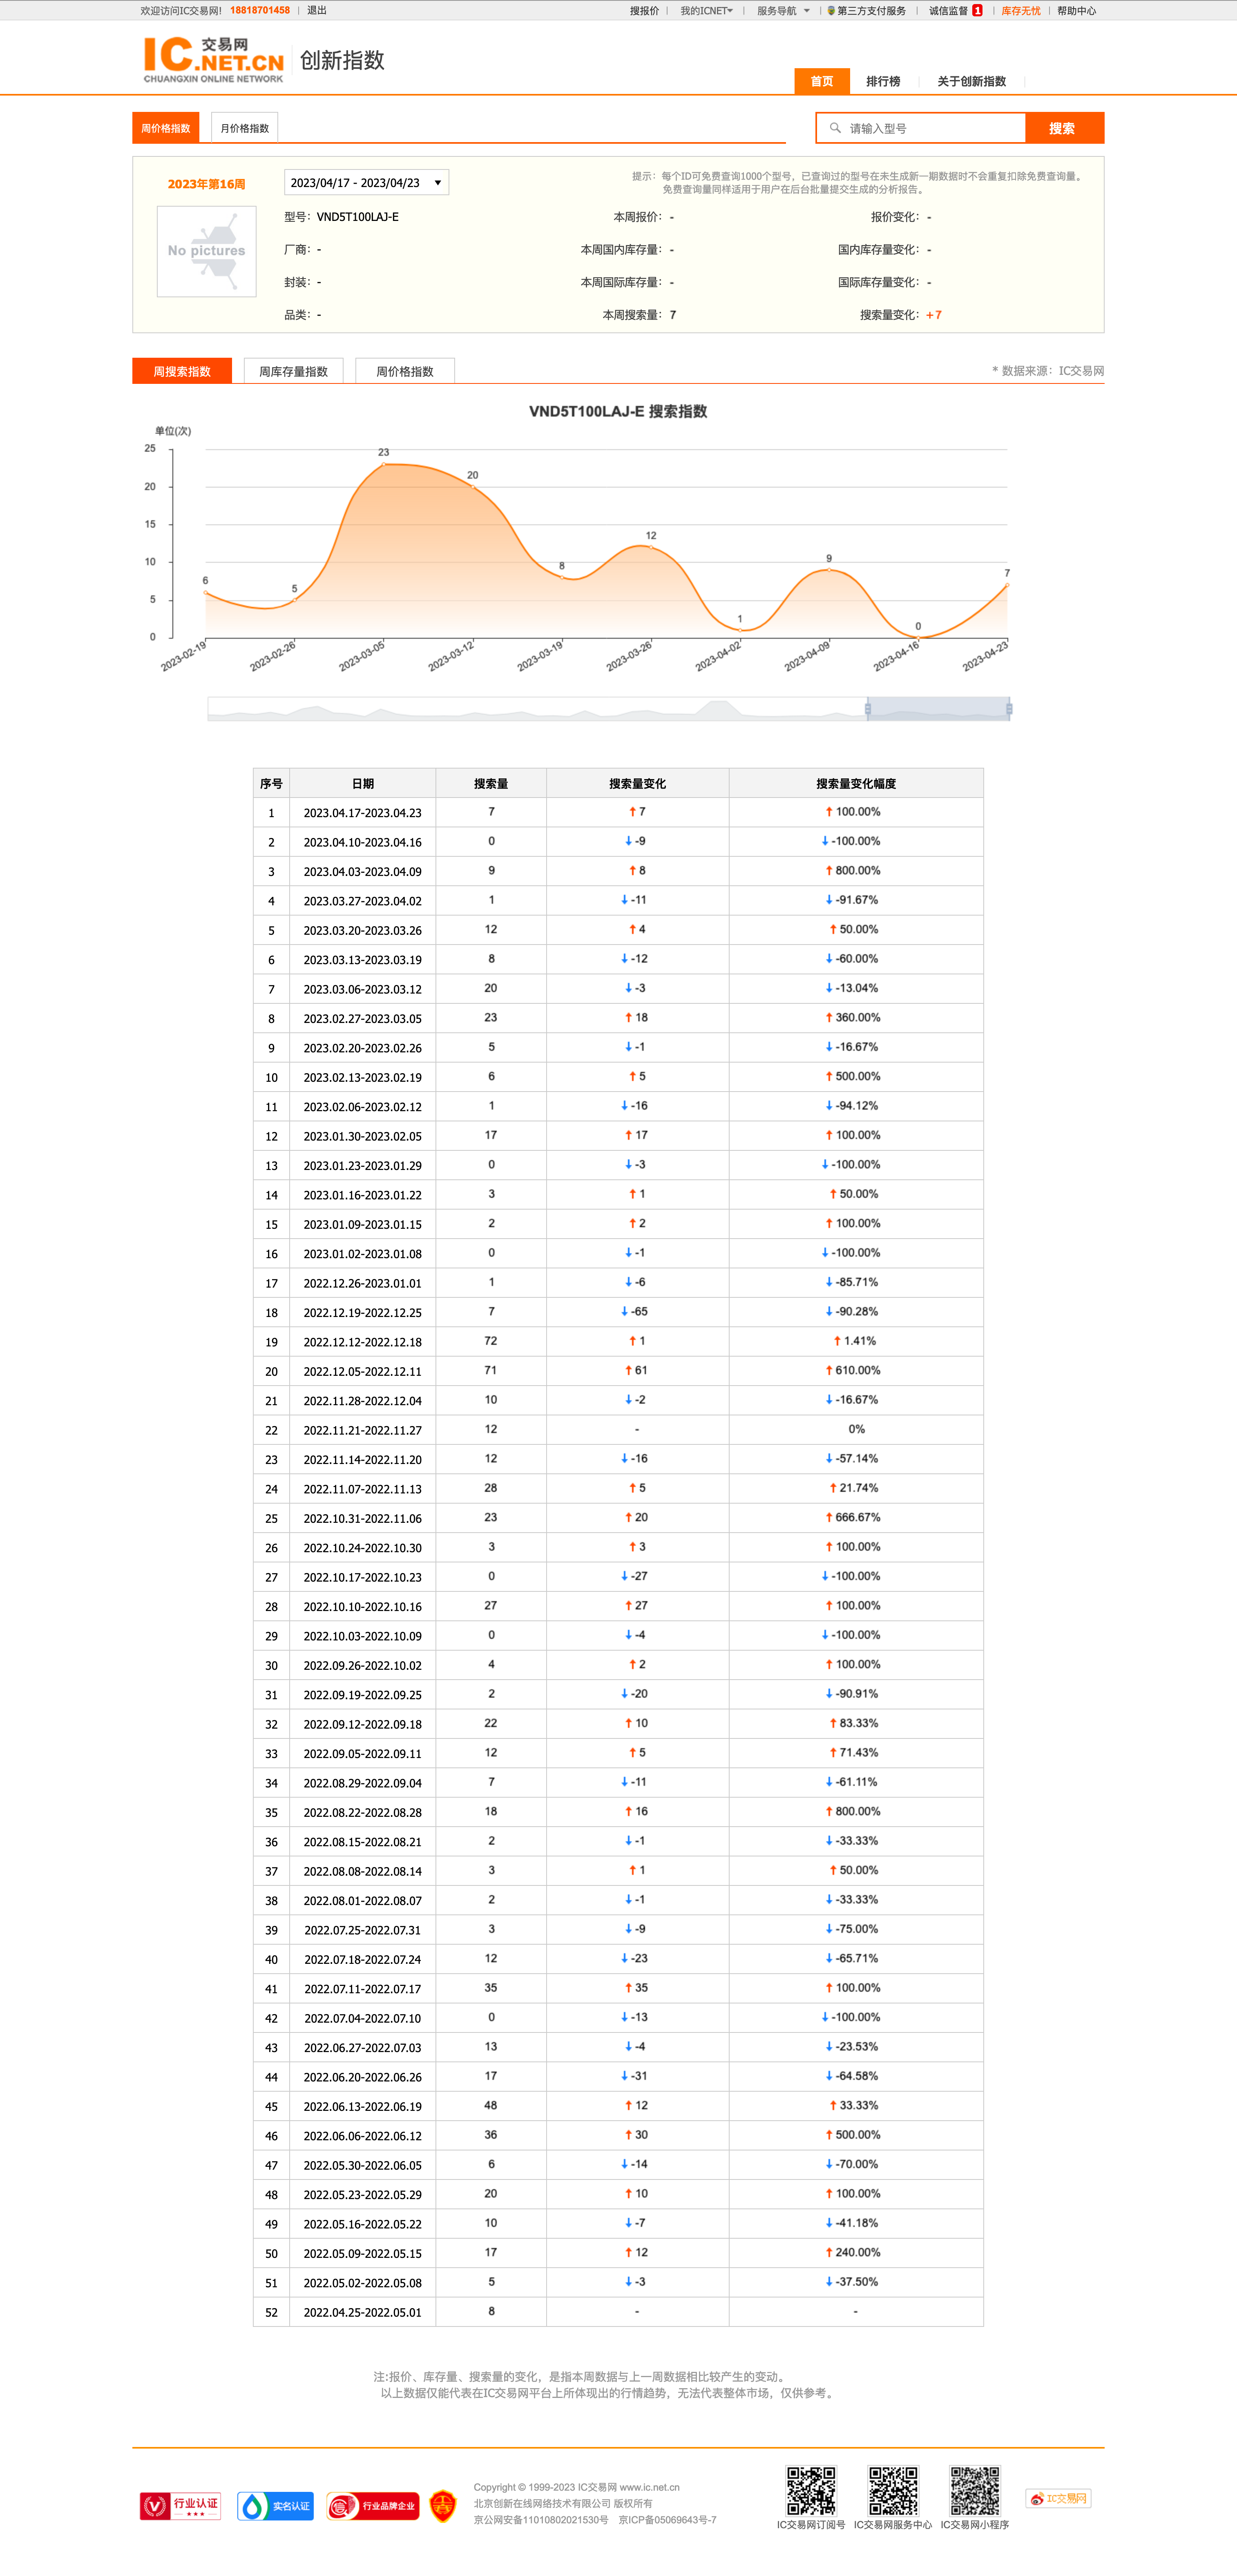 欢迎访问IC交易网! 18818701458 | 退出
搜报价 | 我的ICNET | 服务导航 | 第三方支付服务 | 诚信监督 1 | 库存无忧 | 帮助中心
IC 交易网
.NET.CN
CHUANGXIN ONLINE NETWORK
创新指数
首页 排行榜 关于创新指数
周价格指数 月价格指数
请输入型号 搜索
2023年第16周
2023/04/17 - 2023/04/23
提示：每个ID可免费查询1000个型号，已查询过的型号在未生成新一期数据时不会重复扣除免费查询量。
免费查询量同样适用于用户在后台批量提交生成的分析报告。
No pictures
型号：VND5T100LAJ-E 本周报价：- 报价变化：-
厂商：- 本周国内库存量：- 国内库存量变化：-
封装：- 本周国际库存量：- 国际库存量变化：-
品类：- 本周搜索量：7 搜索量变化：+7
周搜索指数 周库存量指数 周价格指数
* 数据来源：IC交易网
VND5T100LAJ-E 搜索指数
单位(次)
25
20
15
10
5
0
6 5 23 20 8 12 1 9 0 7
2023-02-19 2023-02-26 2023-03-05 2023-03-12 2023-03-19 2023-03-26 2023-04-02 2023-04-09 2023-04-16 2023-04-23
序号 日期 搜索量 搜索量变化 搜索量变化幅度
1 2023.04.17-2023.04.23 7 ↑ 7 ↑ 100.00%
2 2023.04.10-2023.04.16 0 ↓ -9 ↓ -100.00%
3 2023.04.03-2023.04.09 9 ↑ 8 ↑ 800.00%
4 2023.03.27-2023.04.02 1 ↓ -11 ↓ -91.67%
5 2023.03.20-2023.03.26 12 ↑ 4 ↑ 50.00%
6 2023.03.13-2023.03.19 8 ↓ -12 ↓ -60.00%
7 2023.03.06-2023.03.12 20 ↓ -3 ↓ -13.04%
8 2023.02.27-2023.03.05 23 ↑ 18 ↑ 360.00%
9 2023.02.20-2023.02.26 5 ↓ -1 ↓ -16.67%
10 2023.02.13-2023.02.19 6 ↑ 5 ↑ 500.00%
11 2023.02.06-2023.02.12 1 ↓ -16 ↓ -94.12%
12 2023.01.30-2023.02.05 17 ↑ 17 ↑ 100.00%
13 2023.01.23-2023.01.29 0 ↓ -3 ↓ -100.00%
14 2023.01.16-2023.01.22 3 ↑ 1 ↑ 50.00%
15 2023.01.09-2023.01.15 2 ↑ 2 ↑ 100.00%
16 2023.01.02-2023.01.08 0 ↓ -1 ↓ -100.00%
17 2022.12.26-2023.01.01 1 ↓ -6 ↓ -85.71%
18 2022.12.19-2022.12.25 7 ↓ -65 ↓ -90.28%
19 2022.12.12-2022.12.18 72 ↑ 1 ↑ 1.41%
20 2022.12.05-2022.12.11 71 ↑ 61 ↑ 610.00%
21 2022.11.28-2022.12.04 10 ↓ -2 ↓ -16.67%
22 2022.11.21-2022.11.27 12 - 0%
23 2022.11.14-2022.11.20 12 ↓ -16 ↓ -57.14%
24 2022.11.07-2022.11.13 28 ↑ 5 ↑ 21.74%
25 2022.10.31-2022.11.06 23 ↑ 20 ↑ 666.67%
26 2022.10.24-2022.10.30 3 ↑ 3 ↑ 100.00%
27 2022.10.17-2022.10.23 0 ↓ -27 ↓ -100.00%
28 2022.10.10-2022.10.16 27 ↑ 27 ↑ 100.00%
29 2022.10.03-2022.10.09 0 ↓ -4 ↓ -100.00%
30 2022.09.26-2022.10.02 4 ↑ 2 ↑ 100.00%
31 2022.09.19-2022.09.25 2 ↓ -20 ↓ -90.91%
32 2022.09.12-2022.09.18 22 ↑ 10 ↑ 83.33%
33 2022.09.05-2022.09.11 12 ↑ 5 ↑ 71.43%
34 2022.08.29-2022.09.04 7 ↓ -11 ↓ -61.11%
35 2022.08.22-2022.08.28 18 ↑ 16 ↑ 800.00%
36 2022.08.15-2022.08.21 2 ↓ -1 ↓ -33.33%
37 2022.08.08-2022.08.14 3 ↑ 1 ↑ 50.00%
38 2022.08.01-2022.08.07 2 ↓ -1 ↓ -33.33%
39 2022.07.25-2022.07.31 3 ↓ -9 ↓ -75.00%
40 2022.07.18-2022.07.24 12 ↓ -23 ↓ -65.71%
41 2022.07.11-2022.07.17 35 ↑ 35 ↑ 100.00%
42 2022.07.04-2022.07.10 0 ↓ -13 ↓ -100.00%
43 2022.06.27-2022.07.03 13 ↓ -4 ↓ -23.53%
44 2022.06.20-2022.06.26 17 ↓ -31 ↓ -64.58%
45 2022.06.13-2022.06.19 48 ↑ 12 ↑ 33.33%
46 2022.06.06-2022.06.12 36 ↑ 30 ↑ 500.00%
47 2022.05.30-2022.06.05 6 ↓ -14 ↓ -70.00%
48 2022.05.23-2022.05.29 20 ↑ 10 ↑ 100.00%
49 2022.05.16-2022.05.22 10 ↓ -7 ↓ -41.18%
50 2022.05.09-2022.05.15 17 ↑ 12 ↑ 240.00%
51 2022.05.02-2022.05.08 5 ↓ -3 ↓ -37.50%
52 2022.04.25-2022.05.01 8 - -
注:报价、库存量、搜索量的变化，是指本周数据与上一周数据相比较产生的变动。
以上数据仅能代表在IC交易网平台上所体现出的行情趋势，无法代表整体市场，仅供参考。
行业认证 实名认证 行业品牌企业
Copyright © 1999-2023 IC交易网 www.ic.net.cn
北京创新在线网络技术有限公司 版权所有
京公网安备11010802021530号 京ICP备05069643号-7
IC交易网订阅号 IC交易网服务中心 IC交易网小程序
IC交易网